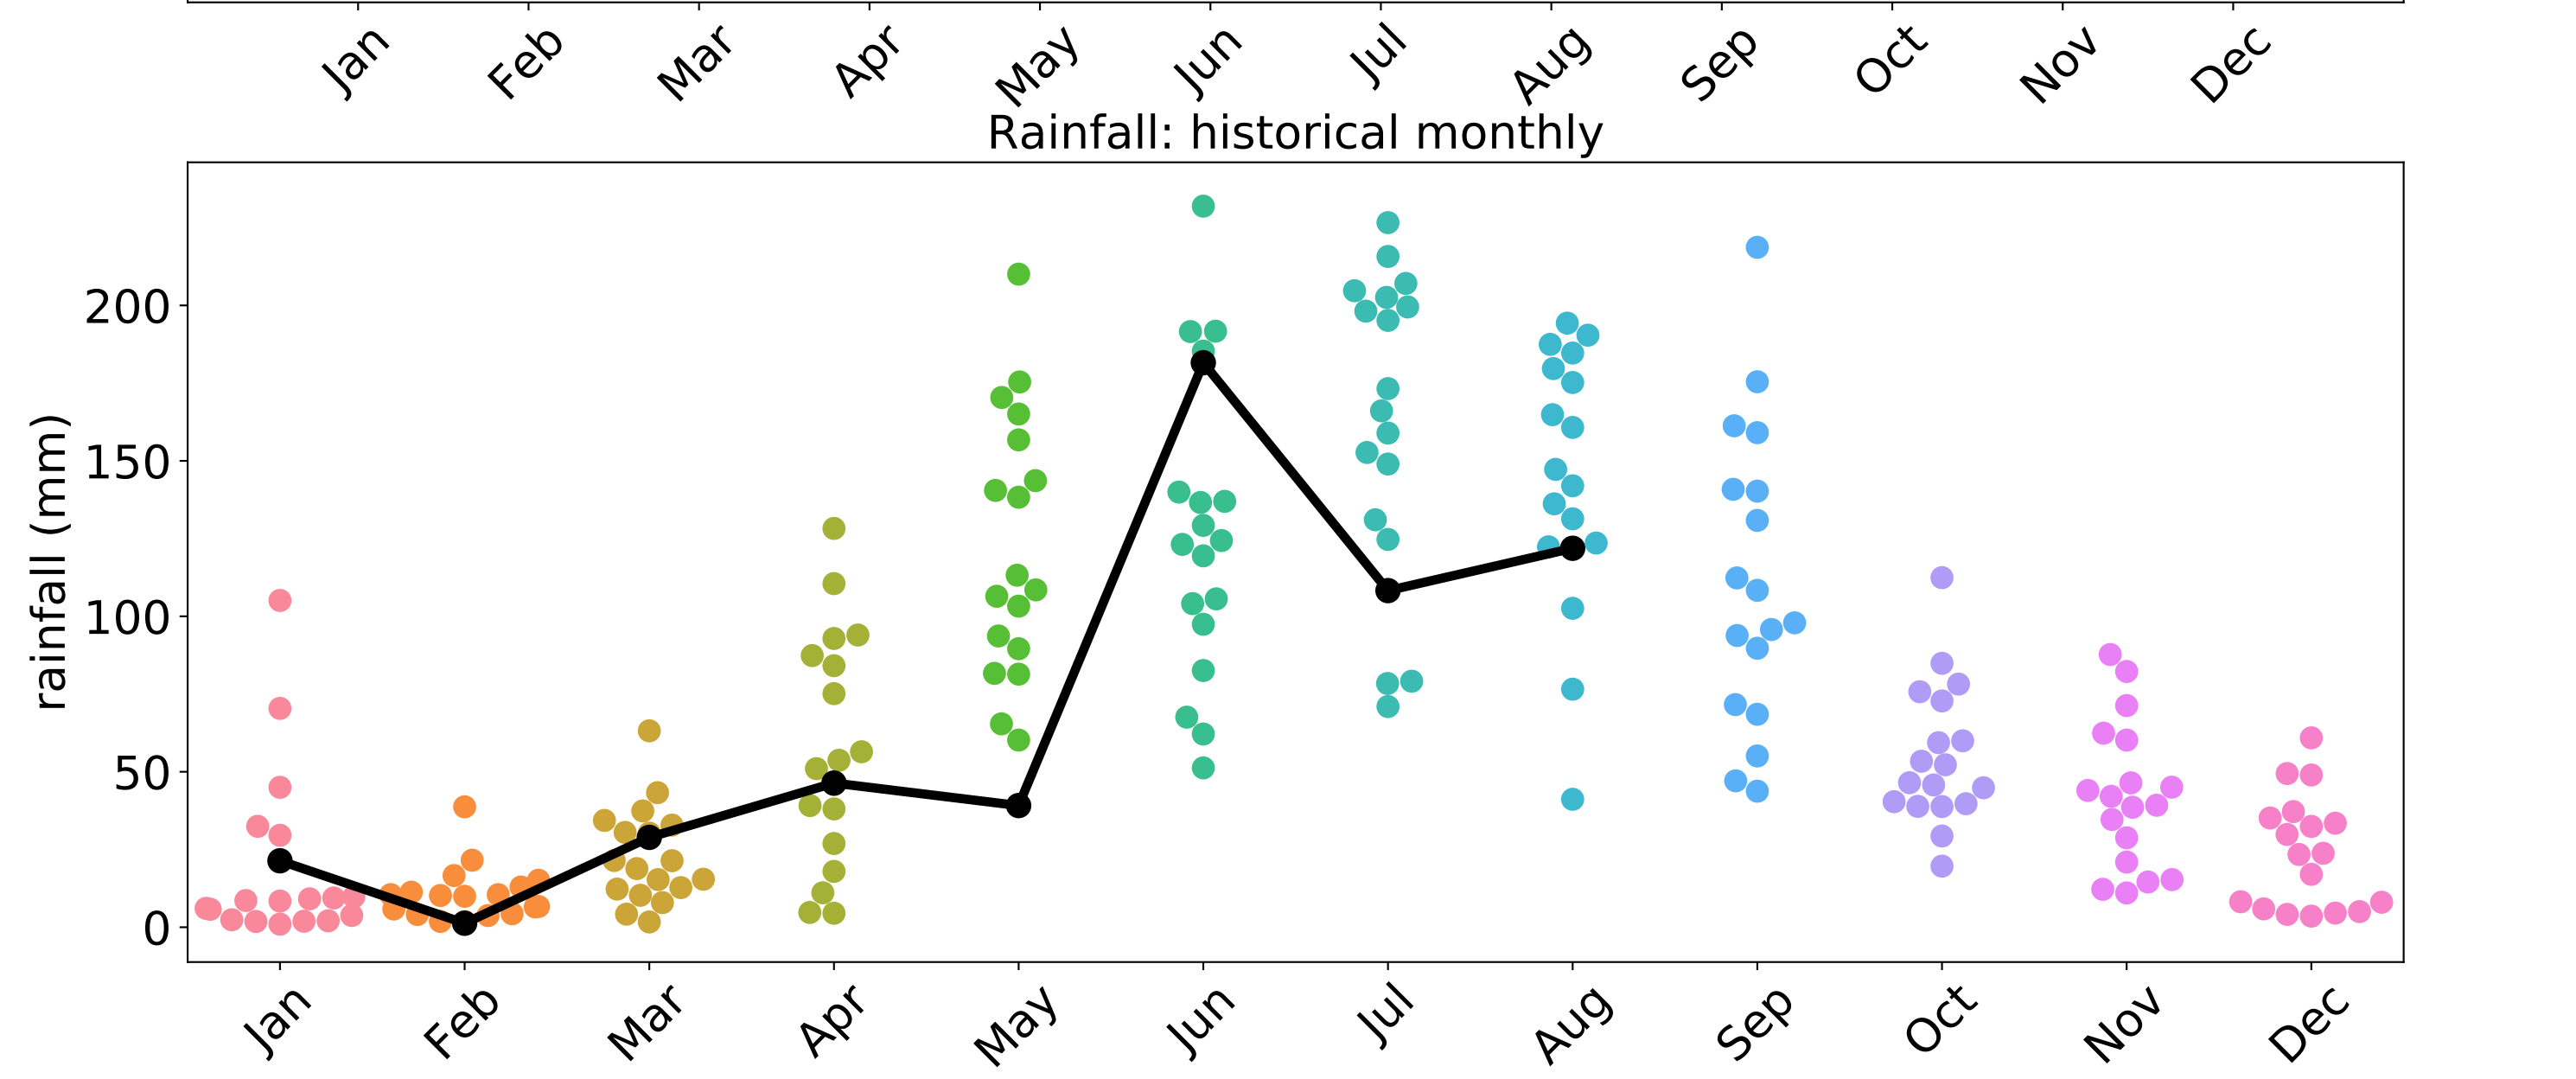 Jan Feb Mar Apr May Jun Jul Aug Sep Oct Nov Dec
Rainfall: historical monthly
rainfall (mm)
200
150
100
50
0
Jan Feb Mar Apr May Jun Jul Aug Sep Oct Nov Dec